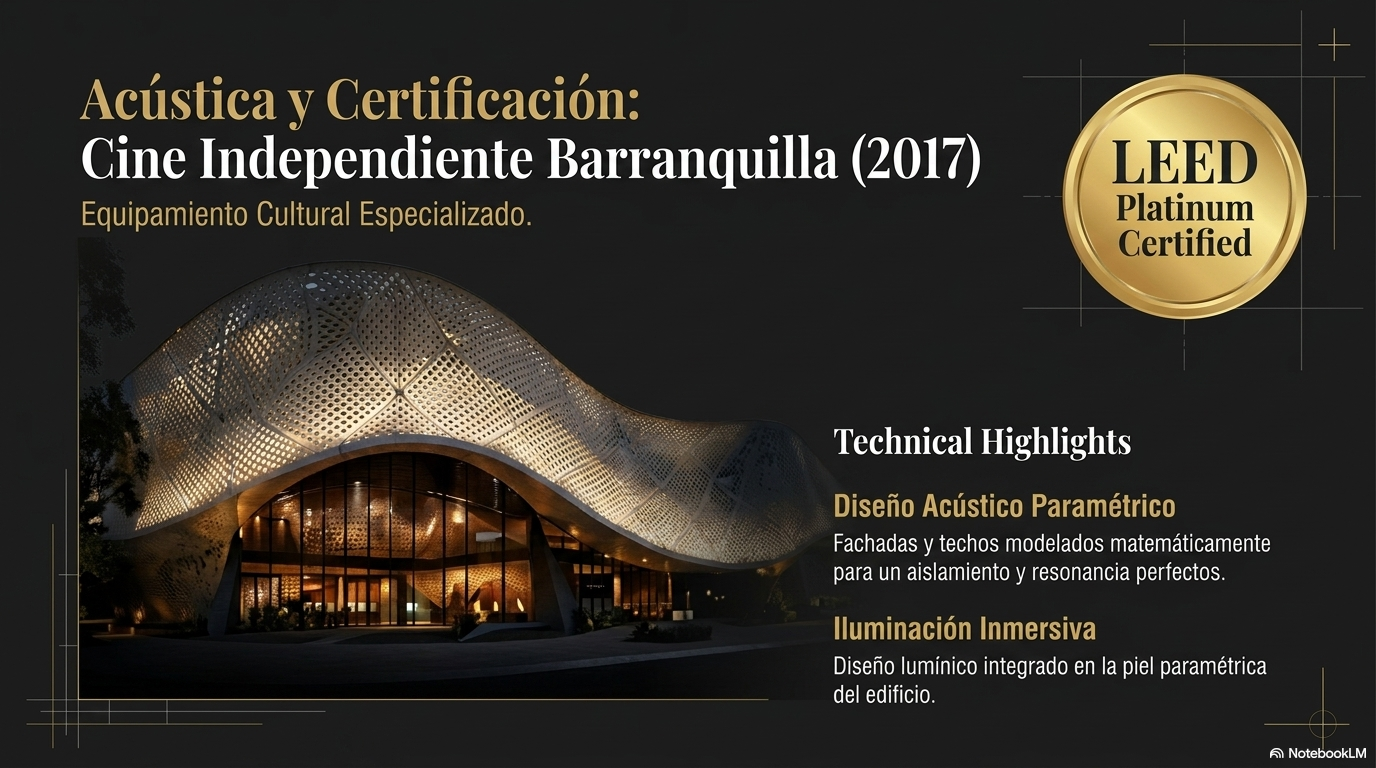 Acústica y Certificación:
Cine Independiente Barranquilla (2017)
Equipamiento Cultural Especializado.
LEED
Platinum
Certified
Technical Highlights
Diseño Acústico Paramétrico
Fachadas y techos modelados matemáticamente
para un aislamiento y resonancia perfectos.
Iluminación Inmersiva
Diseño lumínico integrado en la piel paramétrica
del edificio.
NotebookLM